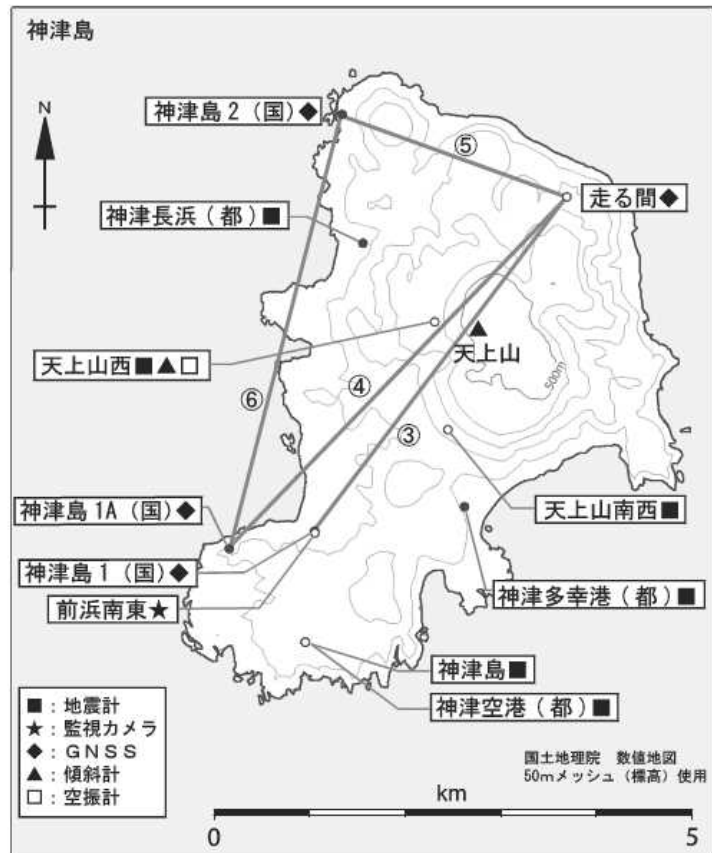 神津島
N
神津島2（国）◆
⑤
走る間◆
神津長浜（都）■
天上山西■▲□
天上山
500m
④
⑥
③
神津島1A（国）◆
天上山南西■
神津島1（国）◆
前浜南東★
神津多幸港（都）■
神津島■
神津空港（都）■
■：地震計
★：監視カメラ
◆：GNSS
▲：傾斜計
□：空振計
国土地理院　数値地図
50mメッシュ（標高）使用
km
0
5